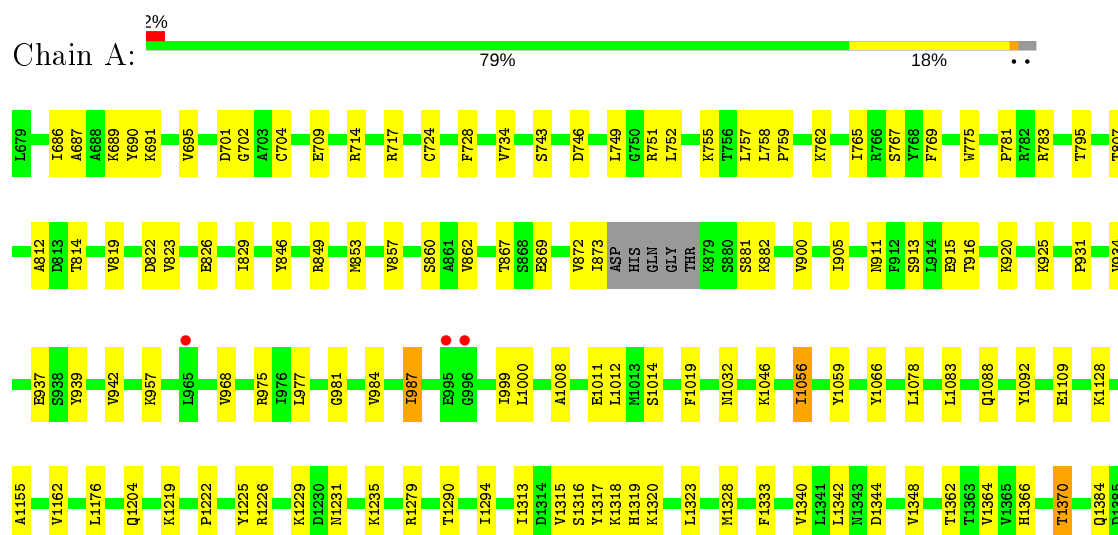 2%
Chain A:
79% 18% • •
L679 I686 A687 A688 K689 Y690 K691 V695 D701 G702 A703 C704 E709 R714 R717 C724 F728 V734 S743 D746 L749 G750 R751 L752 K755 T756 L757 L758 P759 K762 I765 R766 S767 Y768 F769 W775 P781 R782 R783 T795
A812 D813 T814 V819 D822 V823 E826 I829 Y846 R849 M853 V857 S860 A861 V862 T867 S868 E869 V872 I873 ASP HIS GLN GLY THR K879 S880 S881 K882 V900 I905 N911 F912 S913 L914 E915 T916 K920 K925 P931
E937 S938 Y939 V942 K957 L965 V968 R975 I976 L977 G981 V984 I987 E995 G996 I999 L1000 A1008 E1011 L1012 M1013 S1014 F1019 N1032 K1046 I1056 Y1059 Y1066 L1078 L1083 Q1088 Y1092 E1109 K1128
A1155 V1162 L1176 Q1204 K1219 P1222 Y1225 R1226 K1229 D1230 N1231 K1235 R1279 T1290 I1294 I1313 D1314 V1315 S1316 Y1317 K1318 H1319 K1320 L1323 M1328 F1333 V1340 L1341 L1342 N1343 D1344 V1348 T1362 T1363 V1364 V1365 H1366 T1370 Q1384